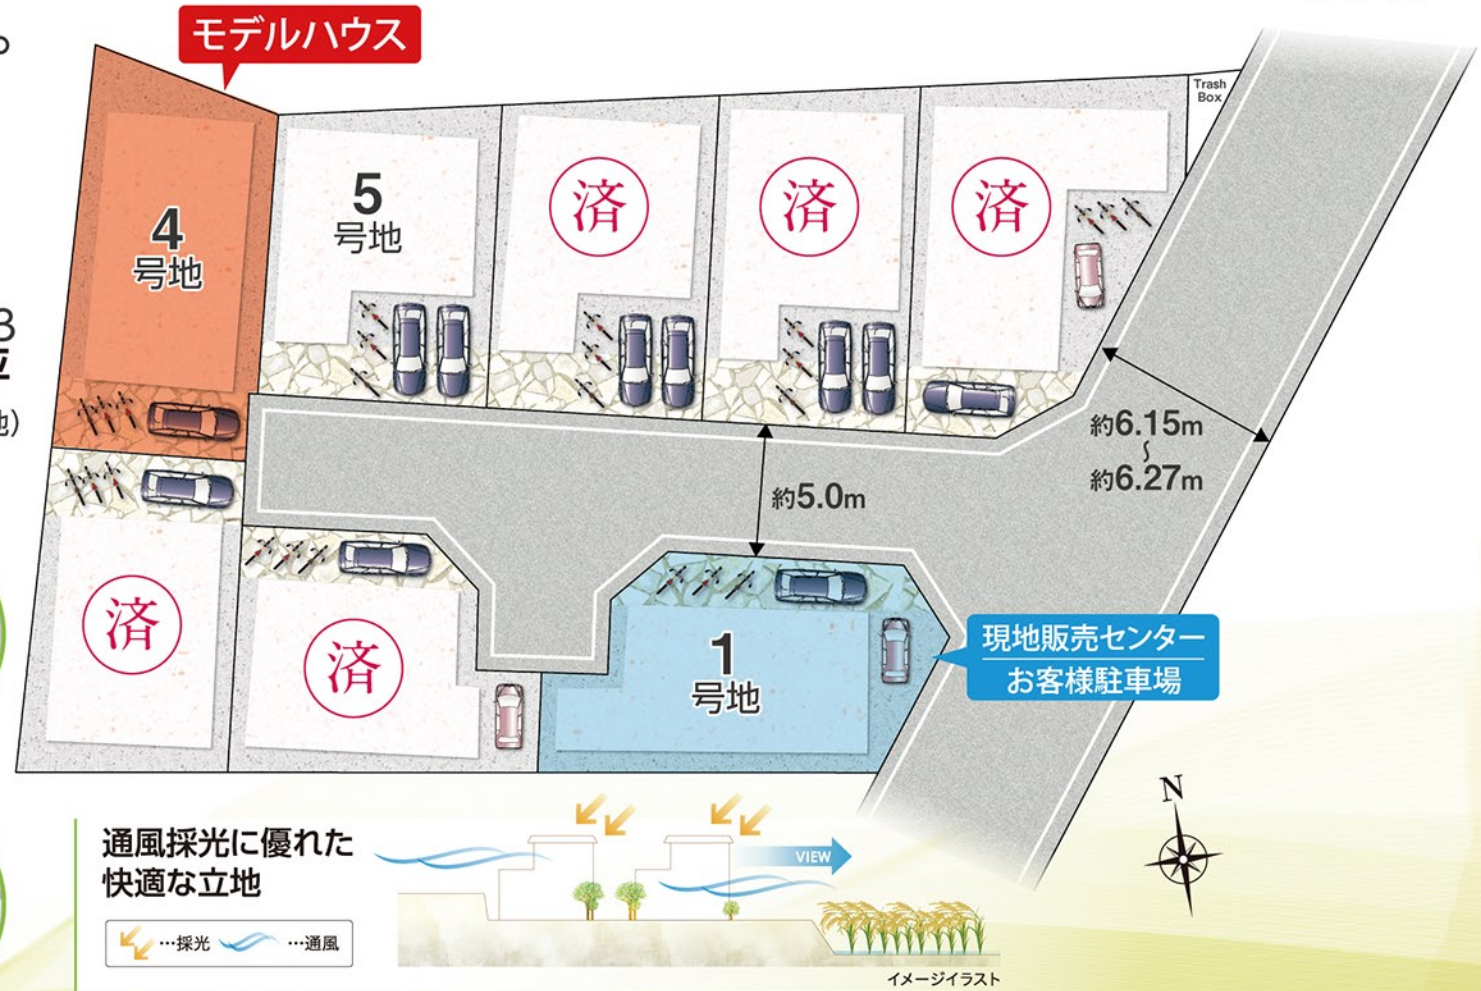 モデルハウス
Trash
Box
4
号地
5
号地
済
済
済
約6.15m
〜
約6.27m
約5.0m
済
済
1
号地
現地販売センター
お客様駐車場
N
通風採光に優れた
快適な立地
VIEW
…採光
…通風
イメージイラスト